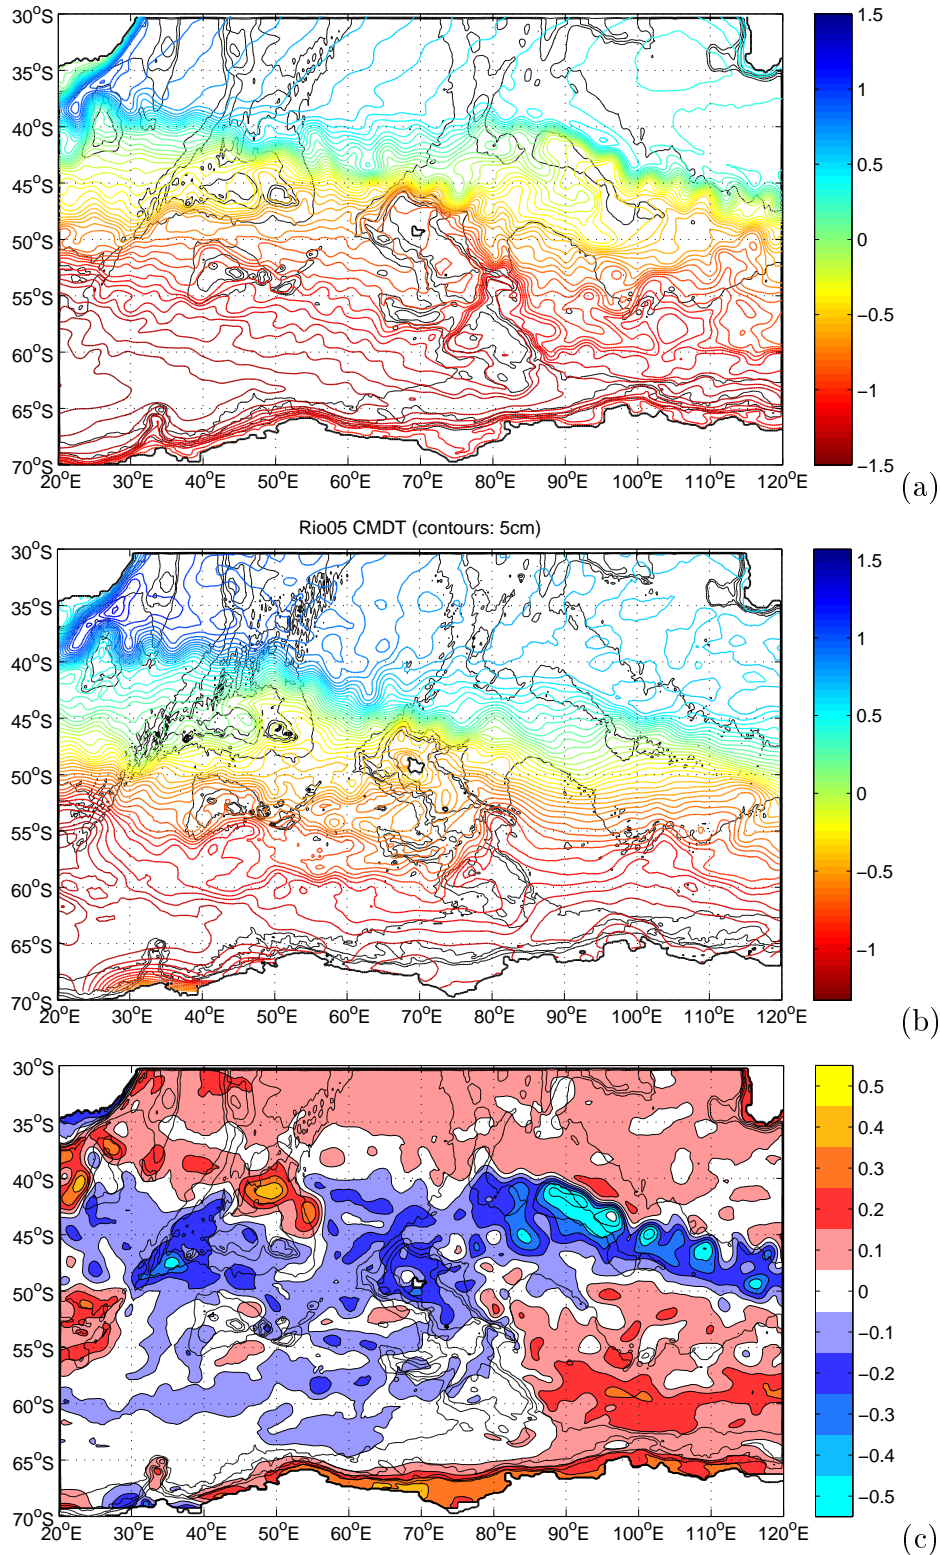 30°S
35°S
40°S
45°S
50°S
55°S
60°S
65°S
70°S
20°E 30°E 40°E 50°E 60°E 70°E 80°E 90°E 100°E 110°E 120°E
1.5
1
0.5
0
−0.5
−1
−1.5
(a)
Rio05 CMDT (contours: 5cm)
30°S
35°S
40°S
45°S
50°S
55°S
60°S
65°S
70°S
20°E 30°E 40°E 50°E 60°E 70°E 80°E 90°E 100°E 110°E 120°E
1.5
1
0.5
0
−0.5
1
(b)
30°S
35°S
40°S
45°S
50°S
55°S
60°S
65°S
70°S
20°E 30°E 40°E 50°E 60°E 70°E 80°E 90°E 100°E 110°E 120°E
0.5
0.4
0.3
0.2
0.1
0
−0.1
−0.2
−0.3
−0.4
−0.5
(c)